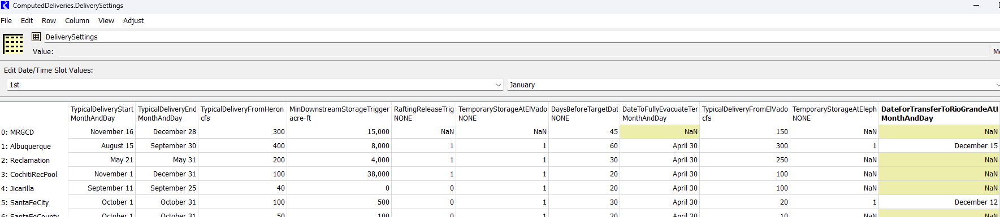 ComputedDeliveries.DeliverySettings
File Edit Row Column View Adjust
DeliverySettings
Value: Mo
Edit Date/Time Slot Values:
1st January
TypicalDeliveryStart TypicalDeliveryEnd TypicalDeliveryFromHeron MinDownstreamStorageTrigger RaftingReleaseTrig TemporaryStorageAtElVado DaysBeforeTargetDat DateToFullyEvacuateTer TypicalDeliveryFromElVado TemporaryStorageAtEleph DateForTransferToRioGrandeAtI
MonthAndDay MonthAndDay cfs acre-ft NONE NONE NONE MonthAndDay cfs NONE MonthAndDay
0: MRGCD November 16 December 28 300 15,000 NaN NaN 45 NaN 150 NaN NaN
1: Albuquerque August 15 September 30 400 8,000 1 1 60 April 30 300 1 December 15
2: Reclamation May 21 May 31 200 4,000 1 1 30 April 30 250 NaN NaN
3: CochitiRecPool November 1 December 31 100 38,000 1 1 20 April 30 100 NaN NaN
4: Jicarilla September 11 September 25 40 0 0 1 20 April 30 100 NaN NaN
5: SantaFeCity October 1 October 31 100 500 0 1 30 April 30 20 1 December 12
6: SantaFeCounty October 1 October 31 50 100 0 1 20 April 30 10 NaN NaN